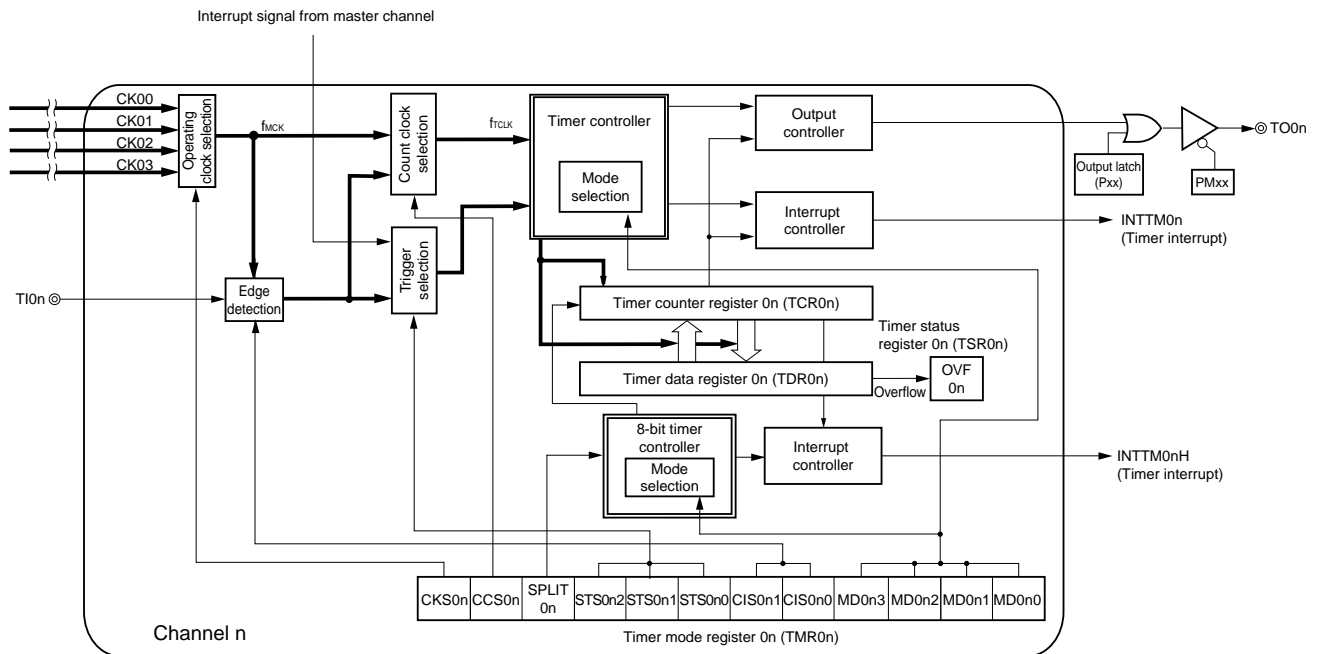 Interrupt signal from master channel
CK00
CK01
CK02
CK03
Operating
clock selection
fMCK
Count clock
selection
fTCLK
Timer controller
Mode
selection
Output
controller
TO0n
Output latch
(Pxx)
PMxx
Interrupt
controller
INTTM0n
(Timer interrupt)
Trigger
selection
TI0n
Edge
detection
Timer counter register 0n (TCR0n)
Timer status
register 0n (TSR0n)
Timer data register 0n (TDR0n)
Overflow
OVF
0n
8-bit timer
controller
Mode
selection
Interrupt
controller
INTTM0nH
(Timer interrupt)
CKS0n CCS0n SPLIT 0n STS0n2 STS0n1 STS0n0 CIS0n1 CIS0n0 MD0n3 MD0n2 MD0n1 MD0n0
Channel n
Timer mode register 0n (TMR0n)